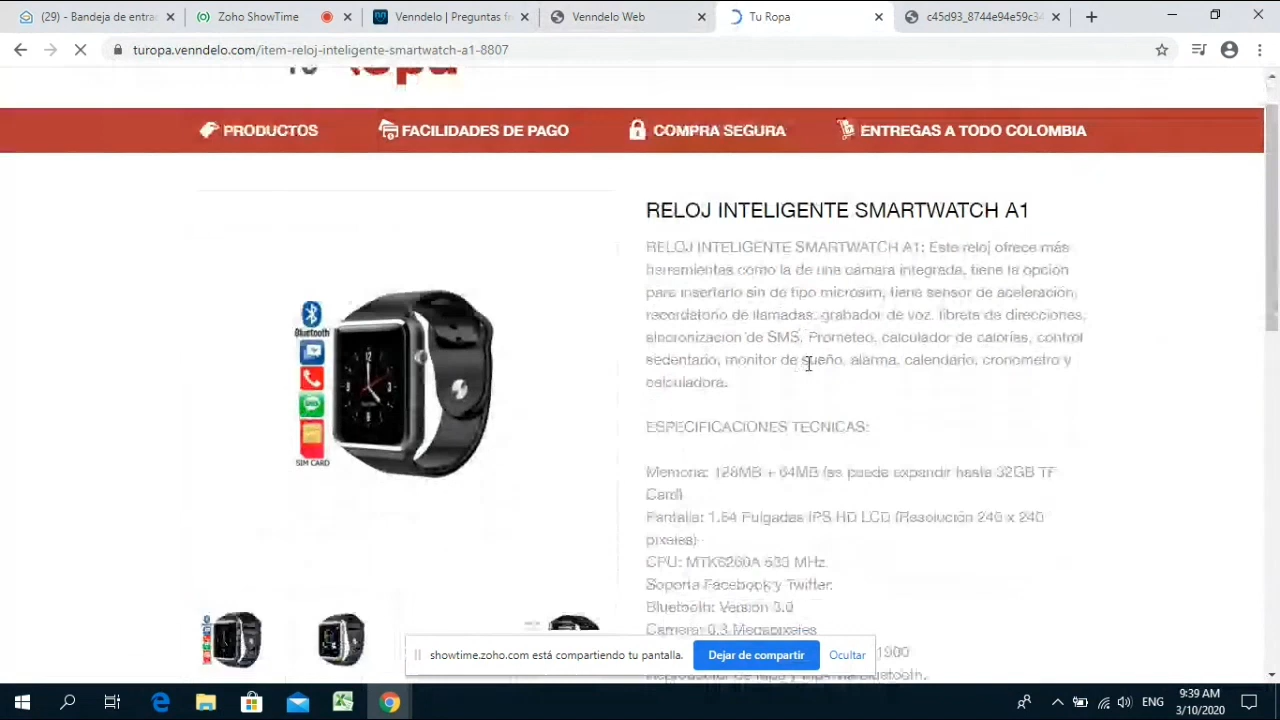 (29) - Bandeja de entra
Zoho ShowTime
Venndelo | Preguntas fr
Venndelo Web
Tu Ropa
c45d93_8744e94e59c34
turopa.venndelo.com/item-reloj-inteligente-smartwatch-a1-8807
PRODUCTOS
FACILIDADES DE PAGO
COMPRA SEGURA
ENTREGAS A TODO COLOMBIA
RELOJ INTELIGENTE SMARTWATCH A1
RELOJ INTELIGENTE SMARTWATCH A1: Este reloj ofrece más
herramientas como la de una cámara integrada, tiene la opción
para insertarlo sin de tipo microsim, tiene sensor de aceleración,
recordatorio de llamadas, grabador de voz, libreta de direcciones,
sincronización de SMS, Prometeo, calculador de calorías, control
sedentario, monitor de sueño, alarma, calendario, cronometro y
calculadora.
ESPECIFICACIONES TECNICAS:
Memoria: 128MB + 64MB (es puede expandir hasta 32GB TF
Card)
Pantalla: 1.54 Pulgadas IPS HD LCD (Resolución 240 x 240
pixeles)
CPU: MTK6260A 533 MHz.
Soporta Facebook y Twitter.
Bluetooth: Versión 3.0
Camera: 0.3 Megapixeles
1900
Bluetooth
SIM CARD
showtime.zoho.com está compartiendo tu pantalla.
Dejar de compartir
Ocultar
ENG
9:39 AM
3/10/2020